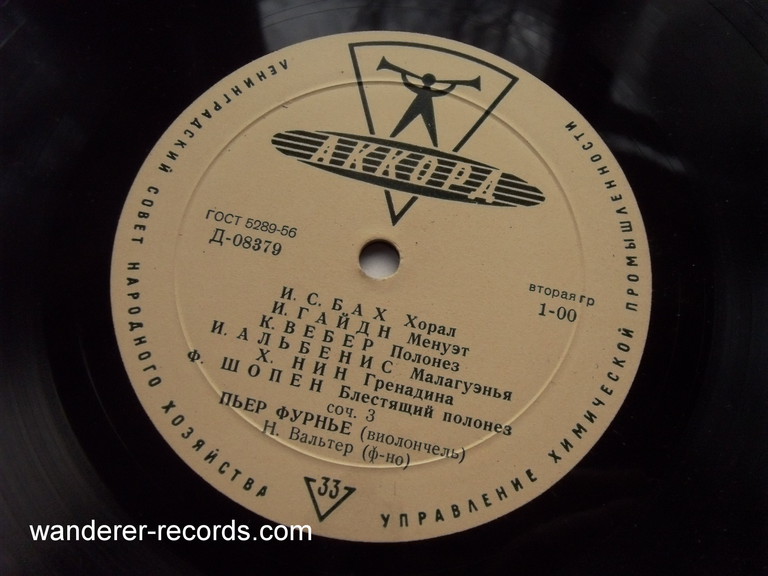 ЛЕНИНГРАДСКИЙ СОВЕТ НАРОДНОГО ХОЗЯЙСТВА
УПРАВЛЕНИЕ ХИМИЧЕСКОЙ ПРОМЫШЛЕННОСТИ
АККОРД
ГОСТ 5289-56
Д-08379
вторая гр
1-00
И. С. БАХ Хорал
И. ГАЙДН Менуэт
К. ВЕБЕР Полонез
И. АЛЬБЕНИС Малагуэнья
Х. НИН Гренадина
Ф. ШОПЕН Блестящий полонез
соч. 3
ПЬЕР ФУРНЬЕ (виолончель)
Н. Вальтер (ф-но)
33
wanderer-records.com